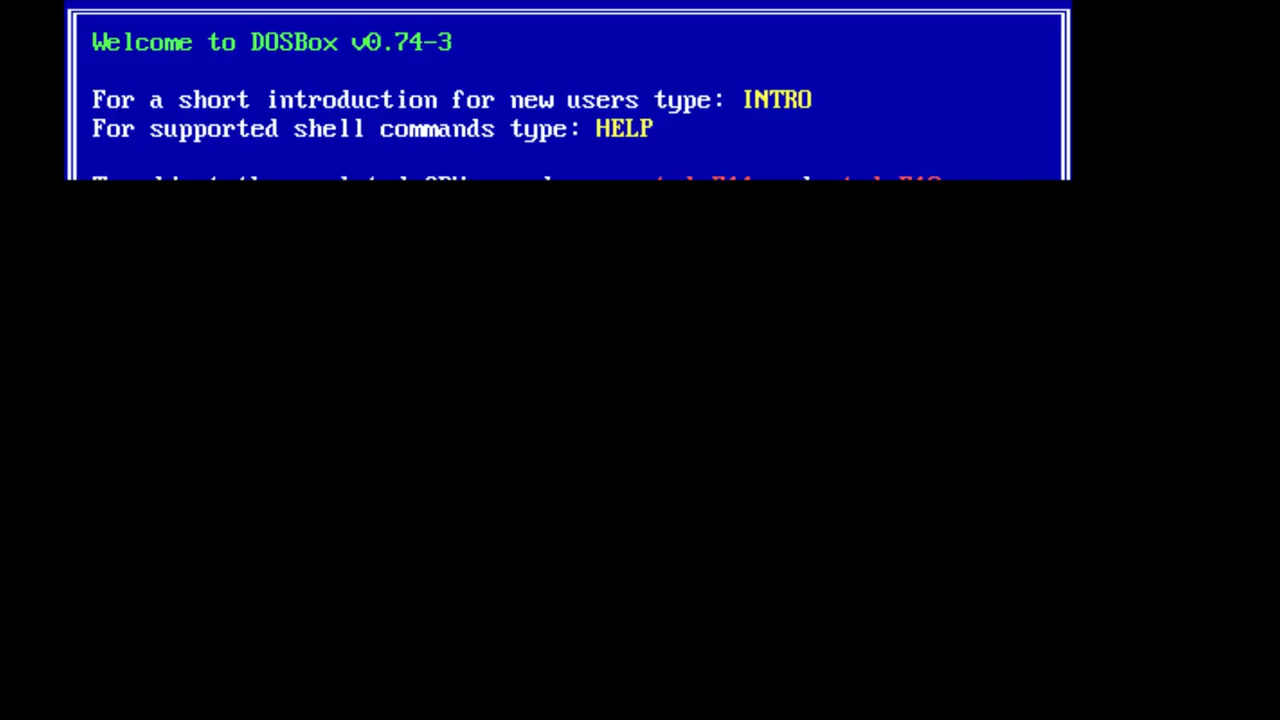 Welcome to DOSBox v0.74-3
For a short introduction for new users type: INTRO
For supported shell commands type: HELP